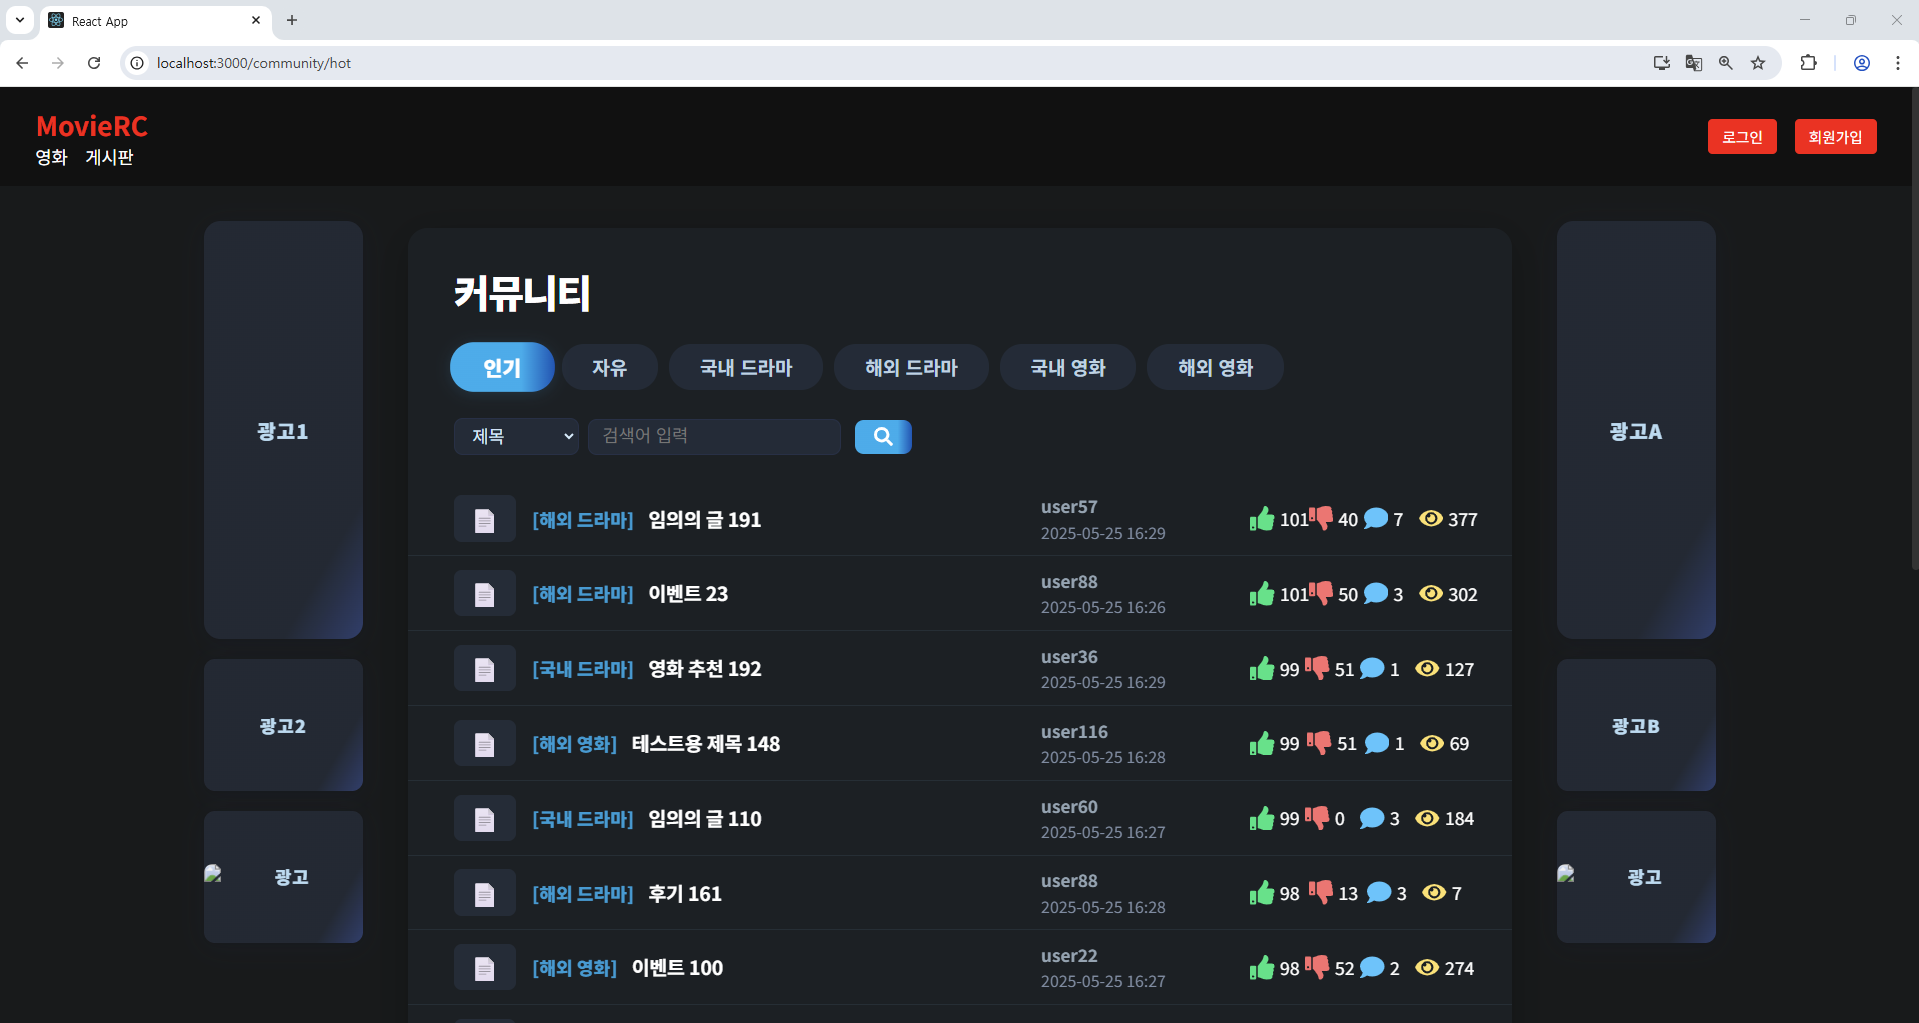 React App
localhost:3000/community/hot
MovieRC
영화 게시판
로그인 회원가입
광고1
광고2
광고
커뮤니티
인기 자유 국내 드라마 해외 드라마 국내 영화 해외 영화
제목 검색어 입력
[해외 드라마] 임의의 글 191 user57 101 40 7 377
2025-05-25 16:29
[해외 드라마] 이벤트 23 user88 101 50 3 302
2025-05-25 16:26
[국내 드라마] 영화 추천 192 user36 99 51 1 127
2025-05-25 16:29
[해외 영화] 테스트용 제목 148 user116 99 51 1 69
2025-05-25 16:28
[국내 드라마] 임의의 글 110 user60 99 0 3 184
2025-05-25 16:27
[해외 드라마] 후기 161 user88 98 13 3 7
2025-05-25 16:28
[해외 영화] 이벤트 100 user22 98 52 2 274
2025-05-25 16:27
광고A
광고B
광고